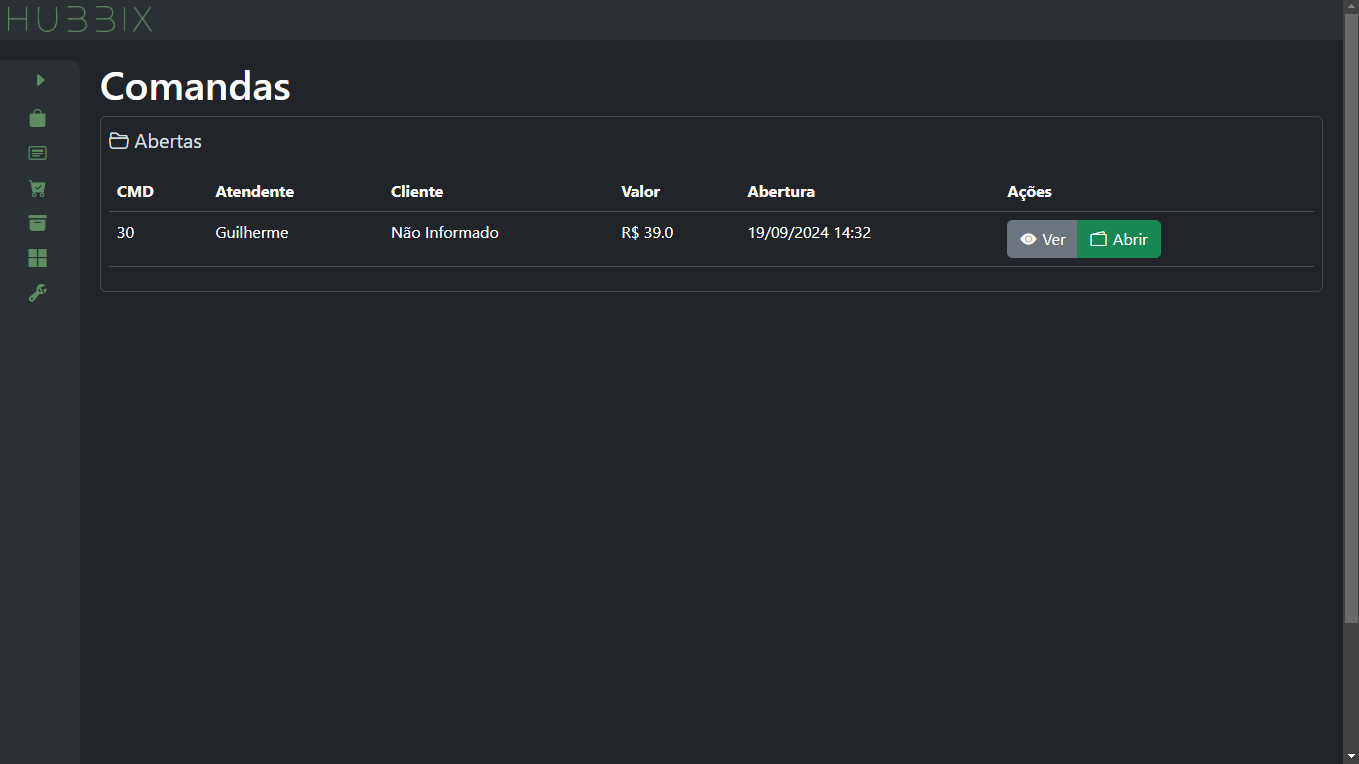 HUBBIX
Comandas
Abertas
CMD Atendente Cliente Valor Abertura Ações
30 Guilherme Não Informado R$ 39.0 19/09/2024 14:32 Ver Abrir